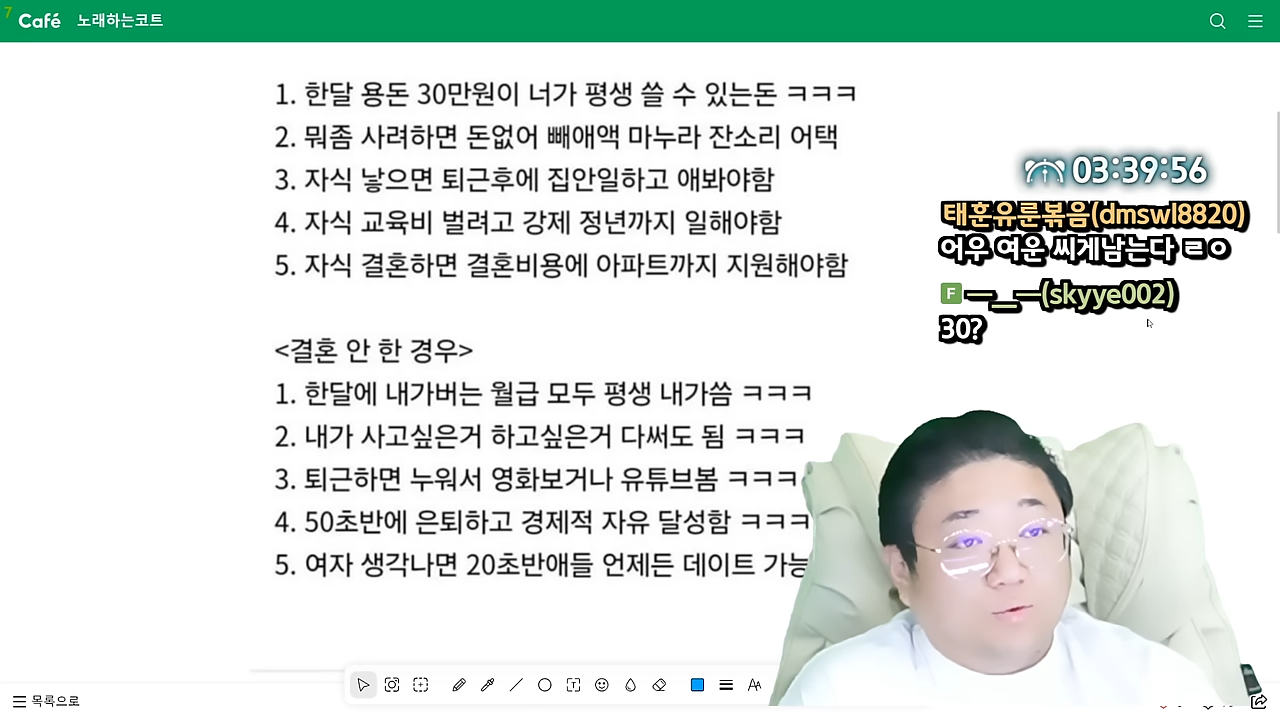 7
Café 노래하는코트
1. 한달 용돈 30만원이 너가 평생 쓸 수 있는돈 ㅋㅋㅋ
2. 뭐좀 사려하면 돈없어 빼애액 마누라 잔소리 어택
3. 자식 낳으면 퇴근후에 집안일하고 애봐야함
4. 자식 교육비 벌려고 강제 정년까지 일해야함
5. 자식 결혼하면 결혼비용에 아파트까지 지원해야함
<결혼 안 한 경우>
1. 한달에 내가버는 월급 모두 평생 내가씀 ㅋㅋㅋ
2. 내가 사고싶은거 하고싶은거 다써도 됨 ㅋㅋㅋ
3. 퇴근하면 누워서 영화보거나 유튜브봄 ㅋㅋㅋ
4. 50초반에 은퇴하고 경제적 자유 달성함 ㅋㅋㅋ
5. 여자 생각나면 20초반애들 언제든 데이트 가능
03:39:56
태훈유륜볶음(dmswl8820)
어우 여운 씨게남는다 ㄹㅇ
F ㅡ__ㅡ(skyye002)
30?
목록으로